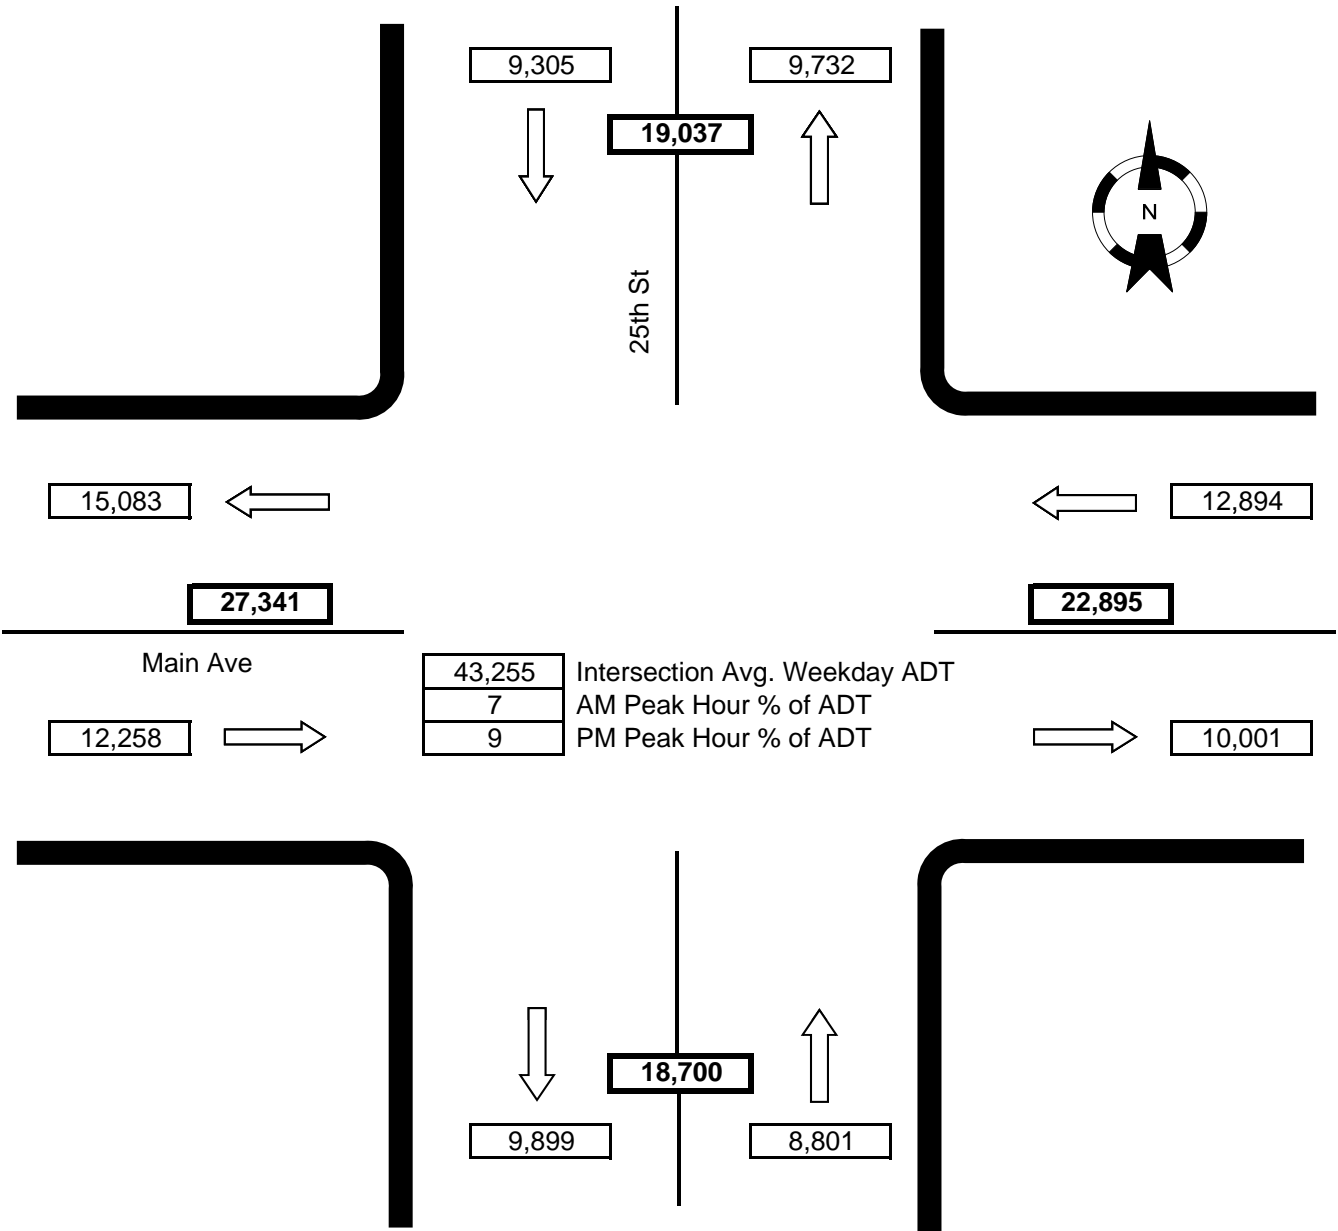 9,305 9,732
19,037
N
25th St
15,083 12,894
27,341 22,895
Main Ave
43,255 Intersection Avg. Weekday ADT
7 AM Peak Hour % of ADT
9 PM Peak Hour % of ADT
12,258 10,001
18,700
9,899 8,801